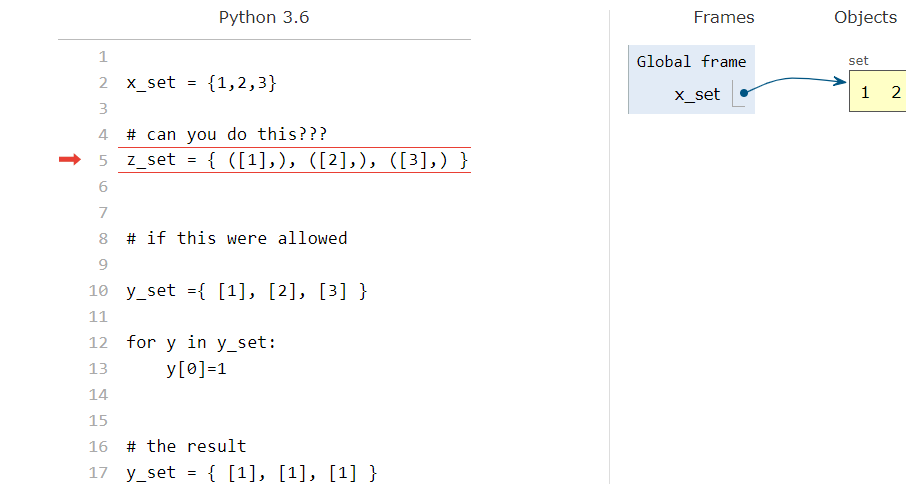 Python 3.6
1
2 x_set = {1,2,3}
3
4 # can you do this???
5 z_set = { ([1],), ([2],), ([3],) }
6
7
8 # if this were allowed
9
10 y_set ={ [1], [2], [3] }
11
12 for y in y_set:
13     y[0]=1
14
15
16 # the result
17 y_set = { [1], [1], [1] }
Frames
Objects
Global frame
x_set
set
1 2